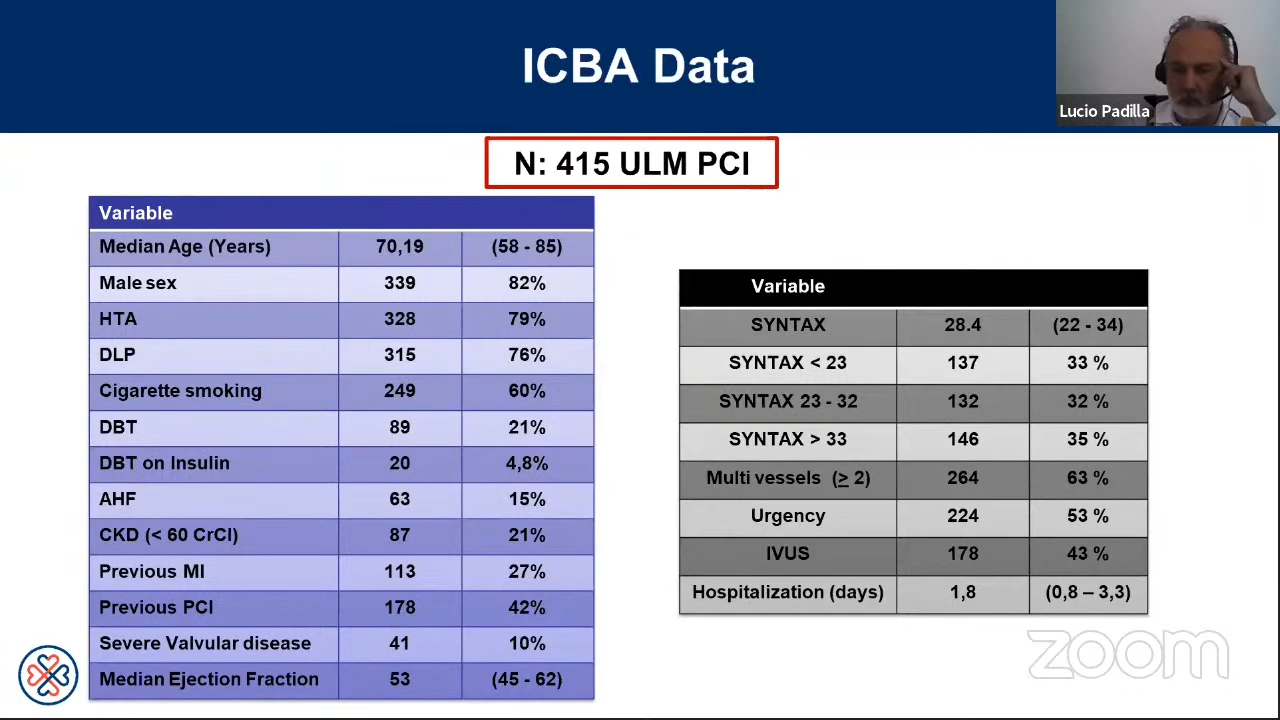 ICBA Data
Lucio Padilla
N: 415 ULM PCI
Variable
Median Age (Years) 70,19 (58 - 85)
Male sex 339 82%
HTA 328 79%
DLP 315 76%
Cigarette smoking 249 60%
DBT 89 21%
DBT on Insulin 20 4,8%
AHF 63 15%
CKD (< 60 CrCl) 87 21%
Previous MI 113 27%
Previous PCI 178 42%
Severe Valvular disease 41 10%
Median Ejection Fraction 53 (45 - 62)
Variable
SYNTAX 28.4 (22 - 34)
SYNTAX < 23 137 33 %
SYNTAX 23 - 32 132 32 %
SYNTAX > 33 146 35 %
Multi vessels (≥ 2) 264 63 %
Urgency 224 53 %
IVUS 178 43 %
Hospitalization (days) 1,8 (0,8 – 3,3)
zoom